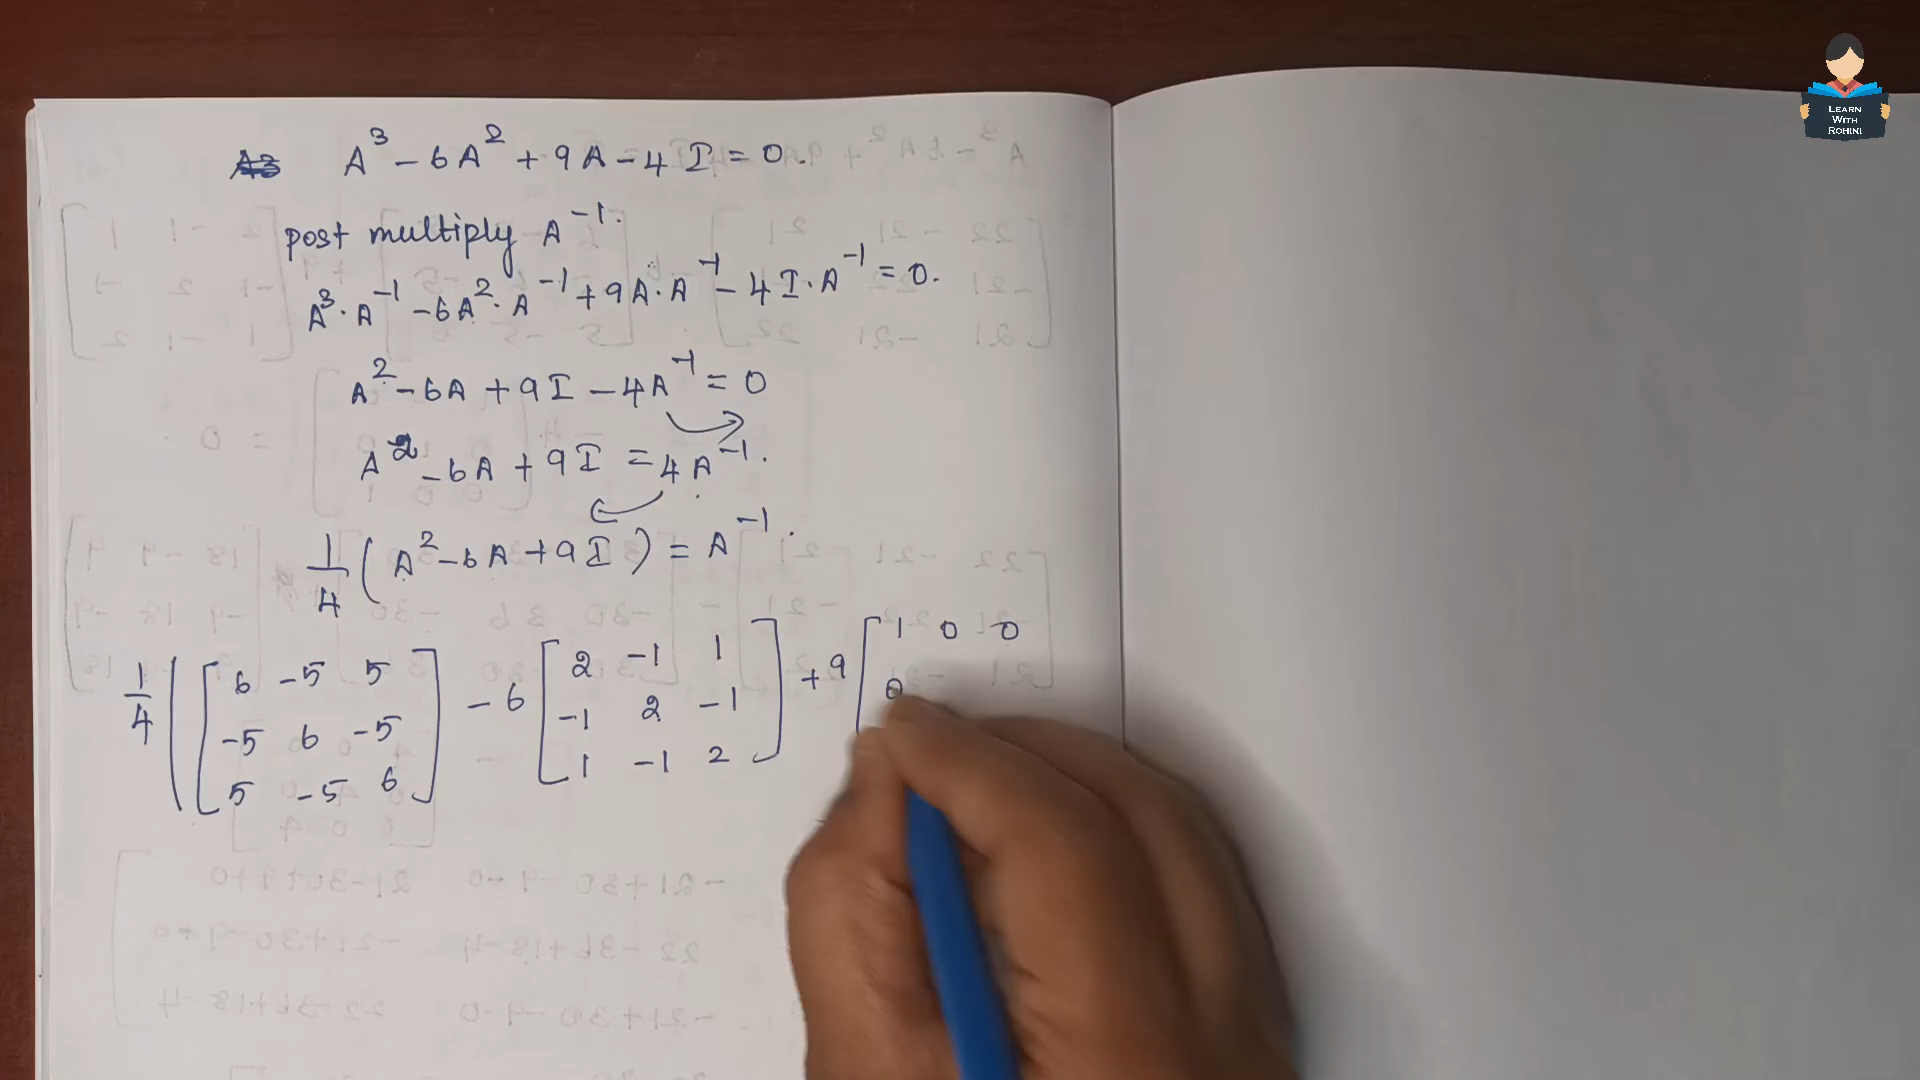 A3 A³ - 6A² + 9A - 4I = 0.
post multiply A⁻¹.
A³·A⁻¹ - 6A²·A⁻¹ + 9A·A⁻¹ - 4I·A⁻¹ = 0.
A² - 6A + 9I - 4A⁻¹ = 0
A² - 6A + 9I = 4A⁻¹.
1/4 (A² - 6A + 9I) = A⁻¹.
1/4 ( [ 6 -5 5 ] - 6 [ 2 -1 1 ] + 9 [ 1 0 0
[ -5 6 -5 ] [ -1 2 -1 ] [ 0
[ 5 -5 6 ] [ 1 -1 2 ]
LEARN
WITH
ROHINI